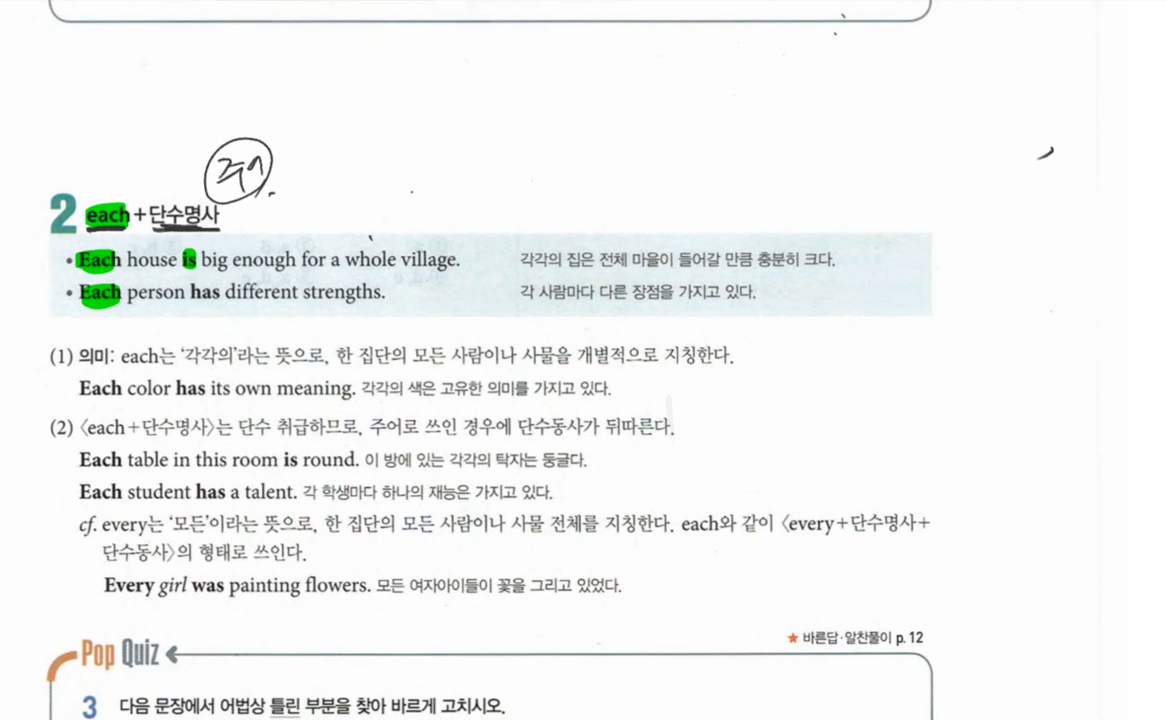 주어
2 each+단수명사
• Each house is big enough for a whole village. 각각의 집은 전체 마을이 들어갈 만큼 충분히 크다.
• Each person has different strengths. 각 사람마다 다른 장점을 가지고 있다.
(1) 의미: each는 '각각의'라는 뜻으로, 한 집단의 모든 사람이나 사물을 개별적으로 지칭한다.
Each color has its own meaning. 각각의 색은 고유한 의미를 가지고 있다.
(2) 〈each+단수명사〉는 단수 취급하므로, 주어로 쓰인 경우에 단수동사가 뒤따른다.
Each table in this room is round. 이 방에 있는 각각의 탁자는 둥글다.
Each student has a talent. 각 학생마다 하나의 재능은 가지고 있다.
cf. every는 '모든'이라는 뜻으로, 한 집단의 모든 사람이나 사물 전체를 지칭한다. each와 같이 〈every+단수명사+
단수동사〉의 형태로 쓰인다.
Every girl was painting flowers. 모든 여자아이들이 꽃을 그리고 있었다.
★ 바른답·알찬풀이 p. 12
Pop Quiz
3 다음 문장에서 어법상 틀린 부분을 찾아 바르게 고치시오.